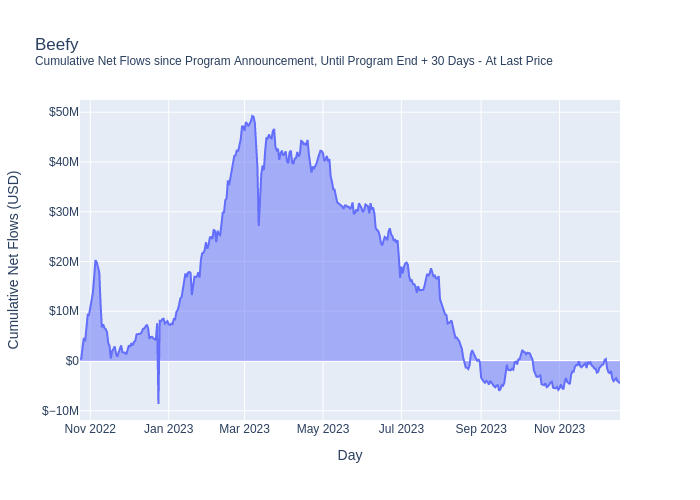 Beefy
Cumulative Net Flows since Program Announcement, Until Program End + 30 Days - At Last Price
Cumulative Net Flows (USD)
$50M
$40M
$30M
$20M
$10M
$0
$−10M
Nov 2022
Jan 2023
Mar 2023
May 2023
Jul 2023
Sep 2023
Nov 2023
Day